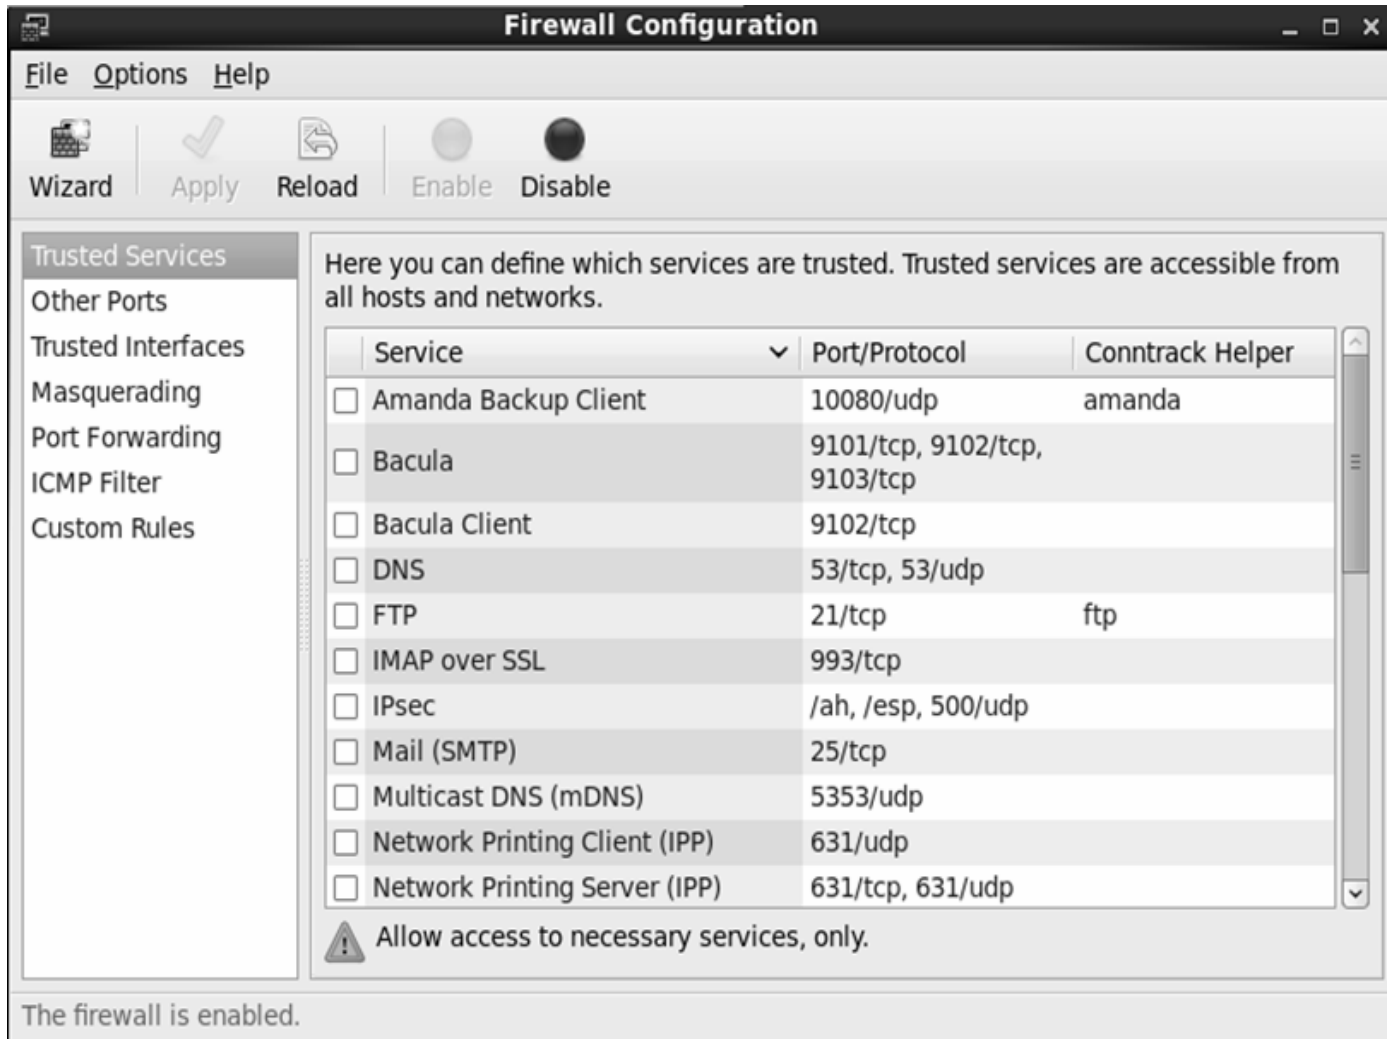 Firewall Configuration
File Options Help
Wizard Apply Reload Enable Disable
Trusted Services
Other Ports
Trusted Interfaces
Masquerading
Port Forwarding
ICMP Filter
Custom Rules
Here you can define which services are trusted. Trusted services are accessible from
all hosts and networks.
Service Port/Protocol Conntrack Helper
Amanda Backup Client 10080/udp amanda
Bacula 9101/tcp, 9102/tcp,
9103/tcp
Bacula Client 9102/tcp
DNS 53/tcp, 53/udp
FTP 21/tcp ftp
IMAP over SSL 993/tcp
IPsec /ah, /esp, 500/udp
Mail (SMTP) 25/tcp
Multicast DNS (mDNS) 5353/udp
Network Printing Client (IPP) 631/udp
Network Printing Server (IPP) 631/tcp, 631/udp
Allow access to necessary services, only.
The firewall is enabled.